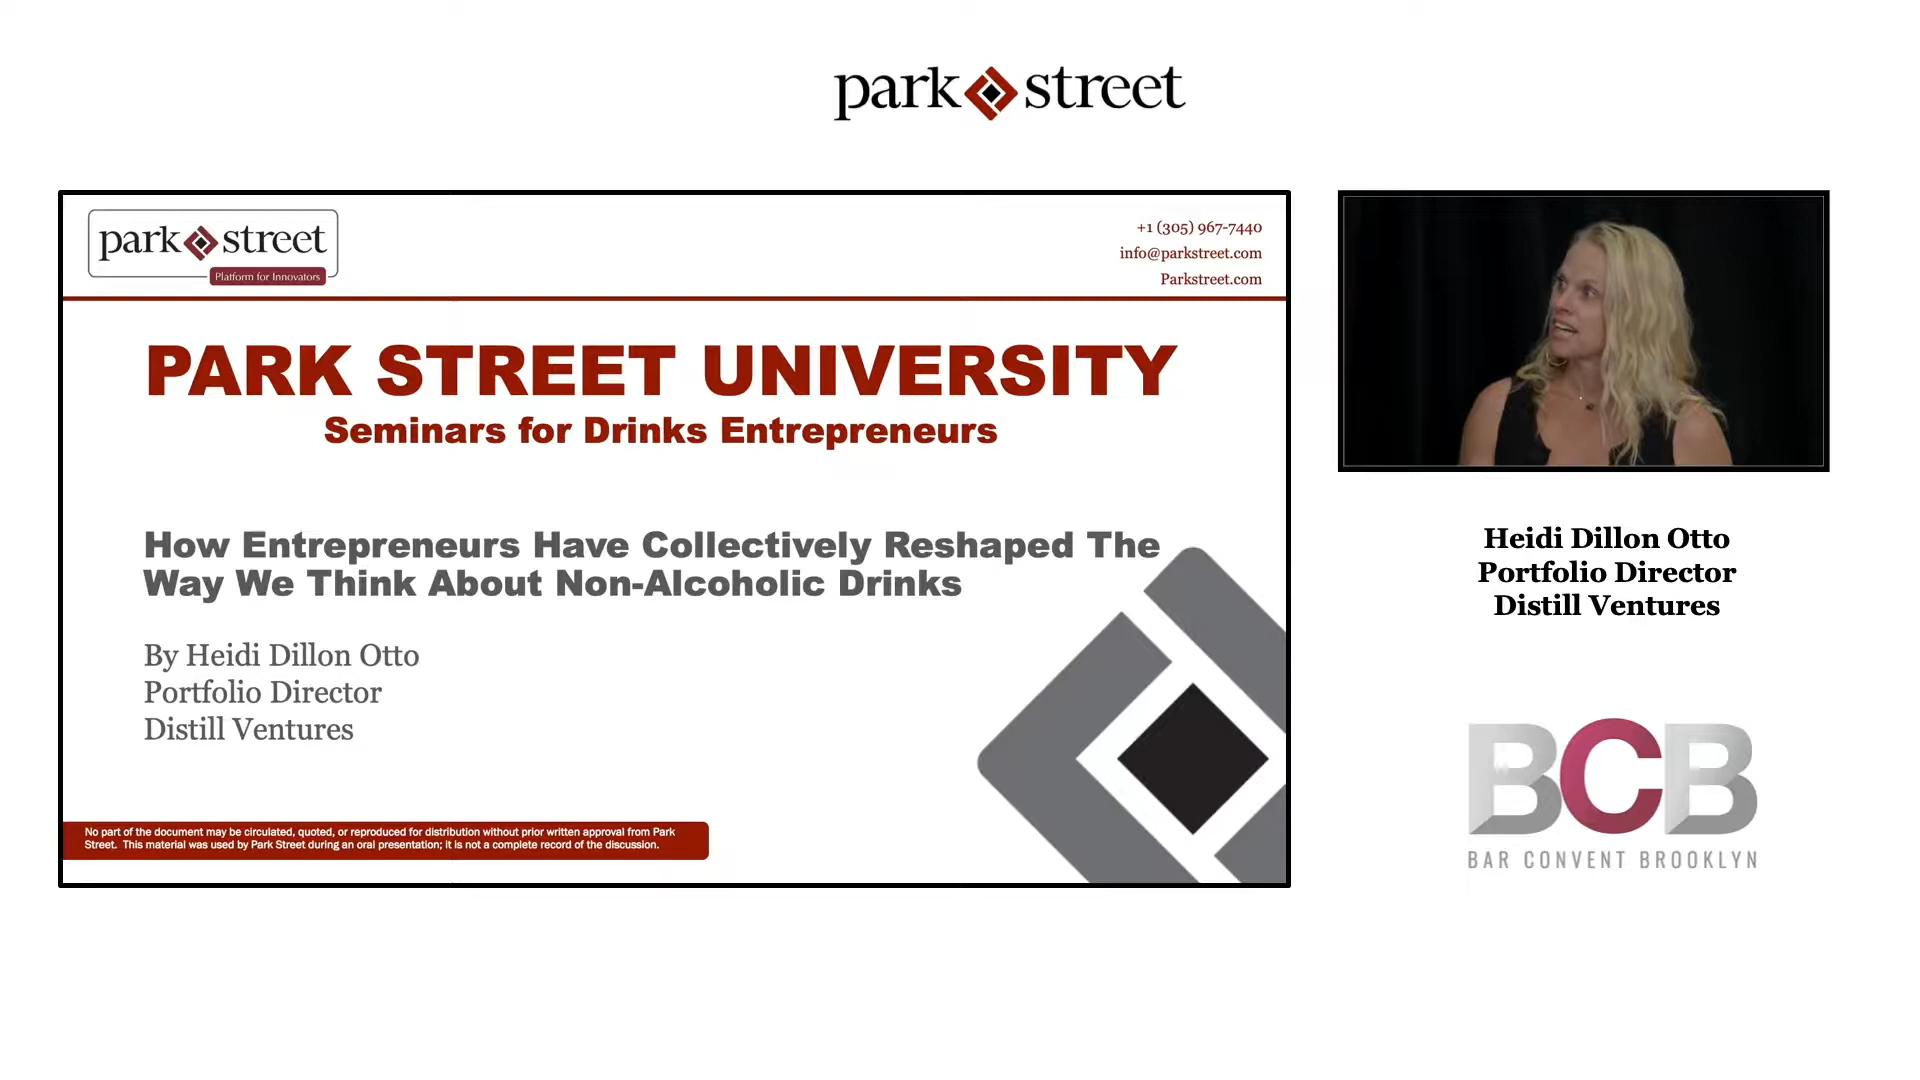 park street
park street
Platform for Innovators
+1 (305) 967-7440
info@parkstreet.com
Parkstreet.com
PARK STREET UNIVERSITY
Seminars for Drinks Entrepreneurs
How Entrepreneurs Have Collectively Reshaped The
Way We Think About Non-Alcoholic Drinks
By Heidi Dillon Otto
Portfolio Director
Distill Ventures
No part of the document may be circulated, quoted, or reproduced for distribution without prior written approval from Park
Street.  This material was used by Park Street during an oral presentation; it is not a complete record of the discussion.
Heidi Dillon Otto
Portfolio Director
Distill Ventures
BCB
BAR CONVENT BROOKLYN